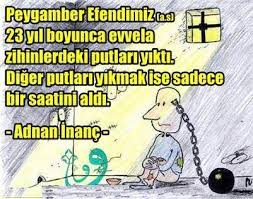 Peygamber Efendimiz (a.s)
23 yıl boyunca evvela
zihinlerdeki putları yıktı.
Diğer putları yıkmak ise sadece
bir saatini aldı.
- Adnan İnanç -